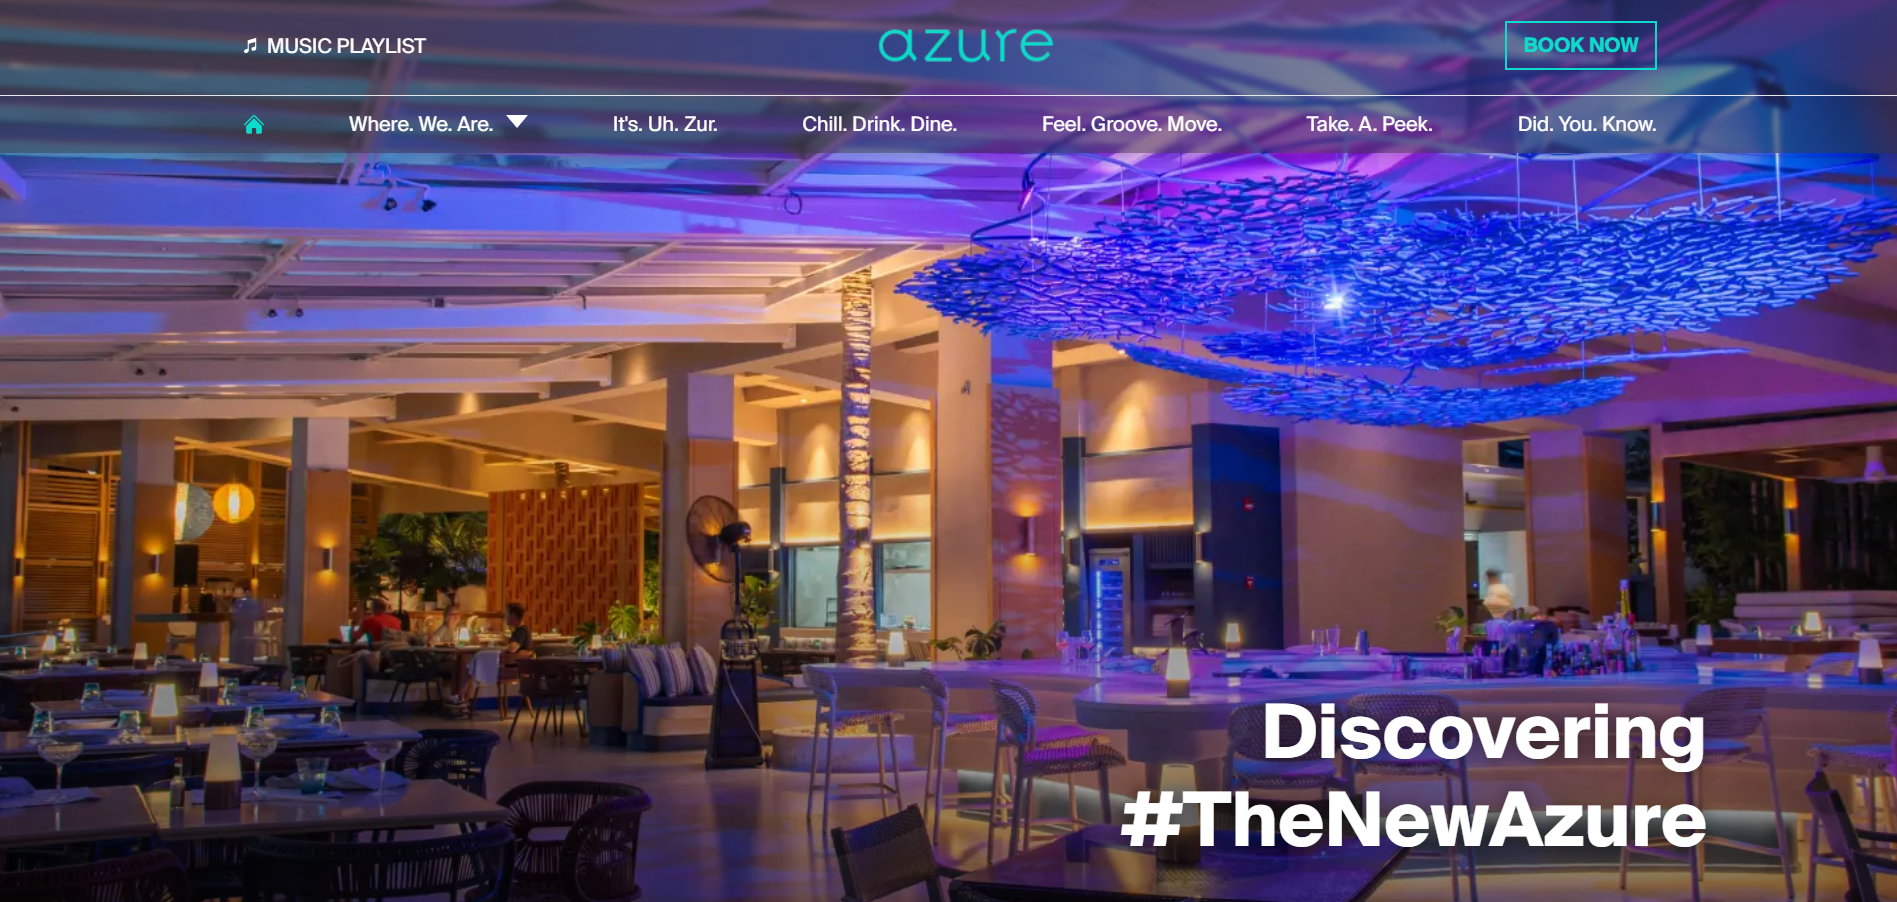 MUSIC PLAYLIST
azure
BOOK NOW
Where. We. Are.
It's. Uh. Zur.
Chill. Drink. Dine.
Feel. Groove. Move.
Take. A. Peek.
Did. You. Know.
Discovering
#TheNewAzure